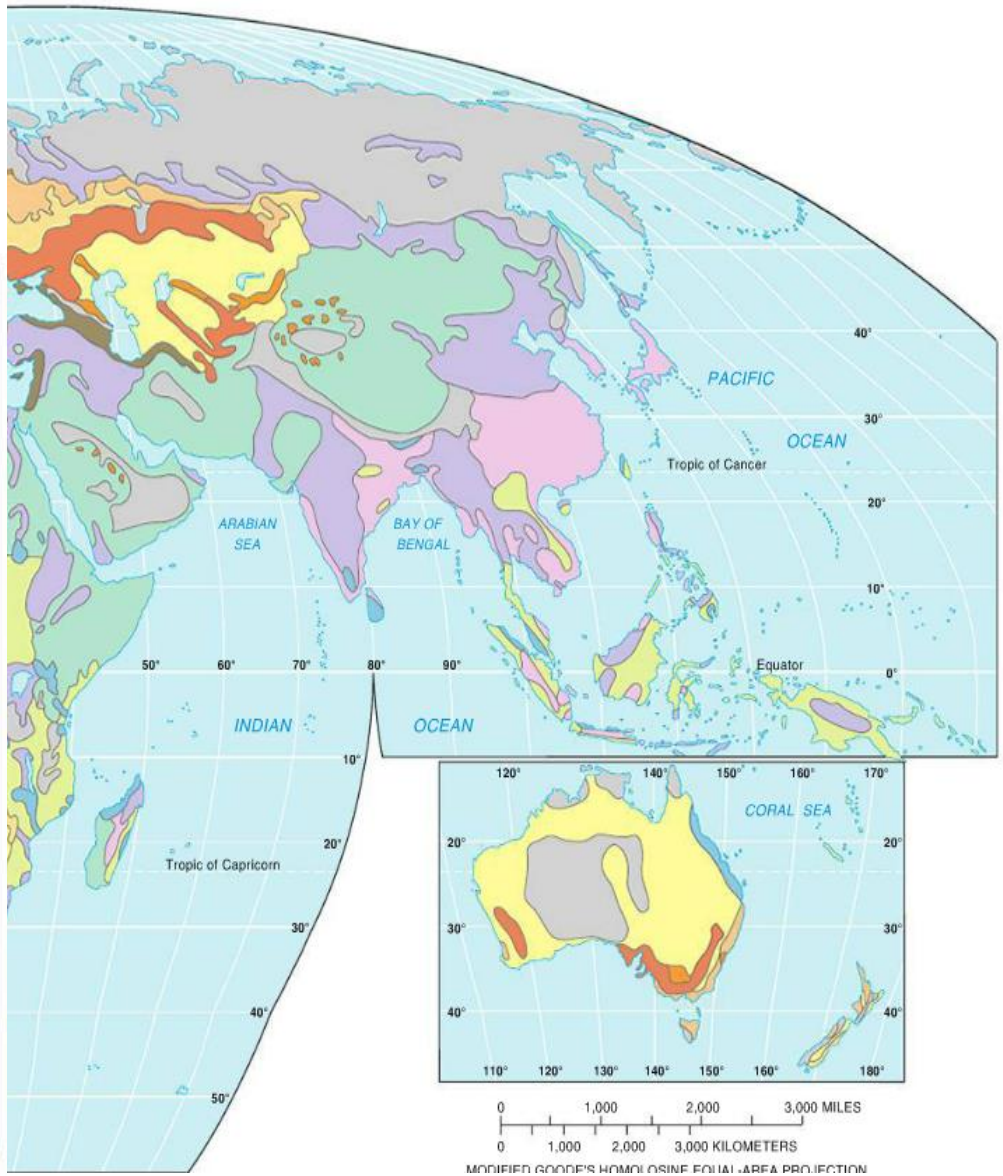 40°
PACIFIC
30°
OCEAN
Tropic of Cancer
20°
ARABIAN
SEA
BAY OF
BENGAL
10°
50° 60° 70° 80° 90° Equator 0°
INDIAN OCEAN
10°
120° 140° 150° 160° 170°
CORAL SEA
20° 20°
Tropic of Capricorn
30° 30°
40° 40° 40°
110° 120° 130° 140° 150° 160° 180°
50°
0 1,000 2,000 3,000 MILES
0 1,000 2,000 3,000 KILOMETERS
MODIFIED GOODE'S HOMOLOSINE EQUAL-AREA PROJECTION